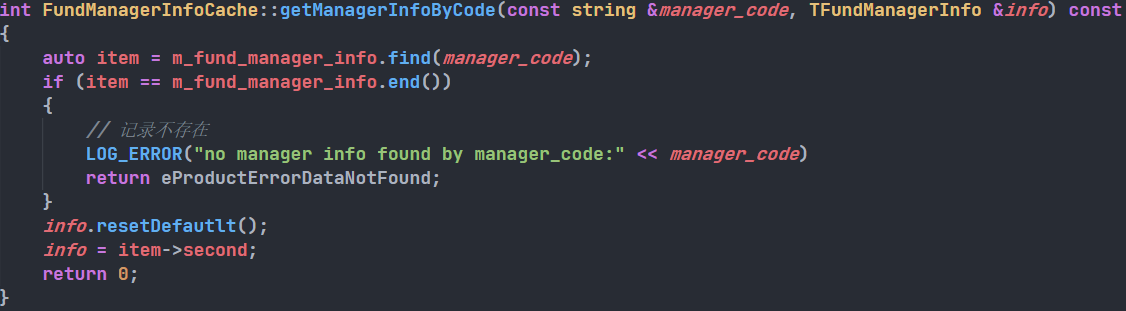 int FundManagerInfoCache::getManagerInfoByCode(const string &manager_code, TFundManagerInfo &info) const
{
    auto item = m_fund_manager_info.find(manager_code);
    if (item == m_fund_manager_info.end())
    {
        // 记录不存在
        LOG_ERROR("no manager info found by manager_code:" << manager_code)
        return eProductErrorDataNotFound;
    }
    info.resetDefautlt();
    info = item->second;
    return 0;
}